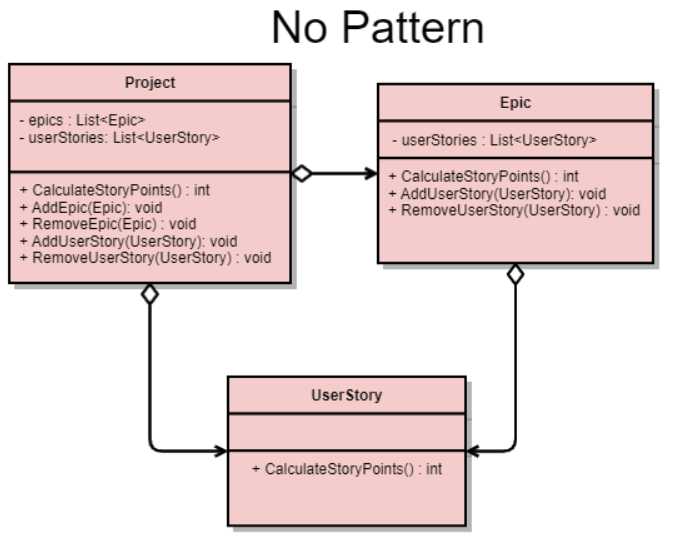 No Pattern
Project
- epics : List<Epic>
- userStories: List<UserStory>
+ CalculateStoryPoints() : int
+ AddEpic(Epic): void
+ RemoveEpic(Epic) : void
+ AddUserStory(UserStory): void
+ RemoveUserStory(UserStory) : void
Epic
- userStories : List<UserStory>
+ CalculateStoryPoints() : int
+ AddUserStory(UserStory): void
+ RemoveUserStory(UserStory) : void
UserStory
+ CalculateStoryPoints() : int